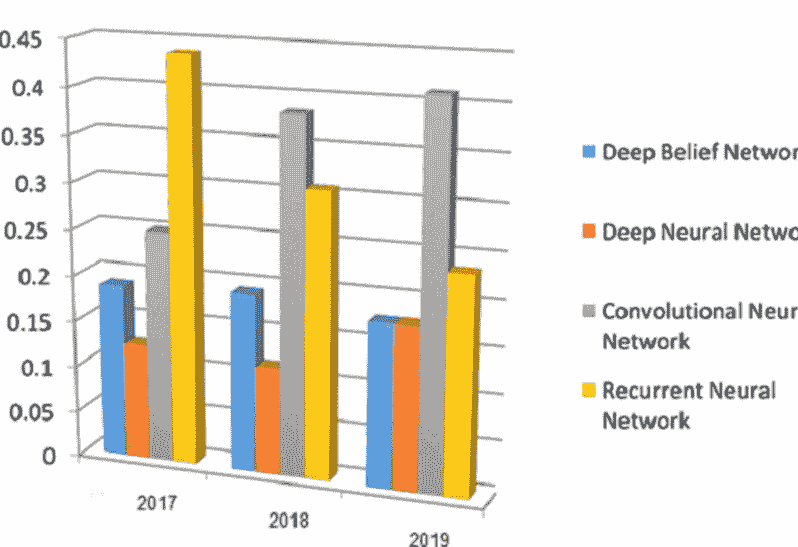 0.45
0.4
0.35
0.3
0.25
0.2
0.15
0.1
0.05
0
2017
2018
2019
Deep Belief Networ
Deep Neural Netwo
Convolutional Neur
Network
Recurrent Neural
Network